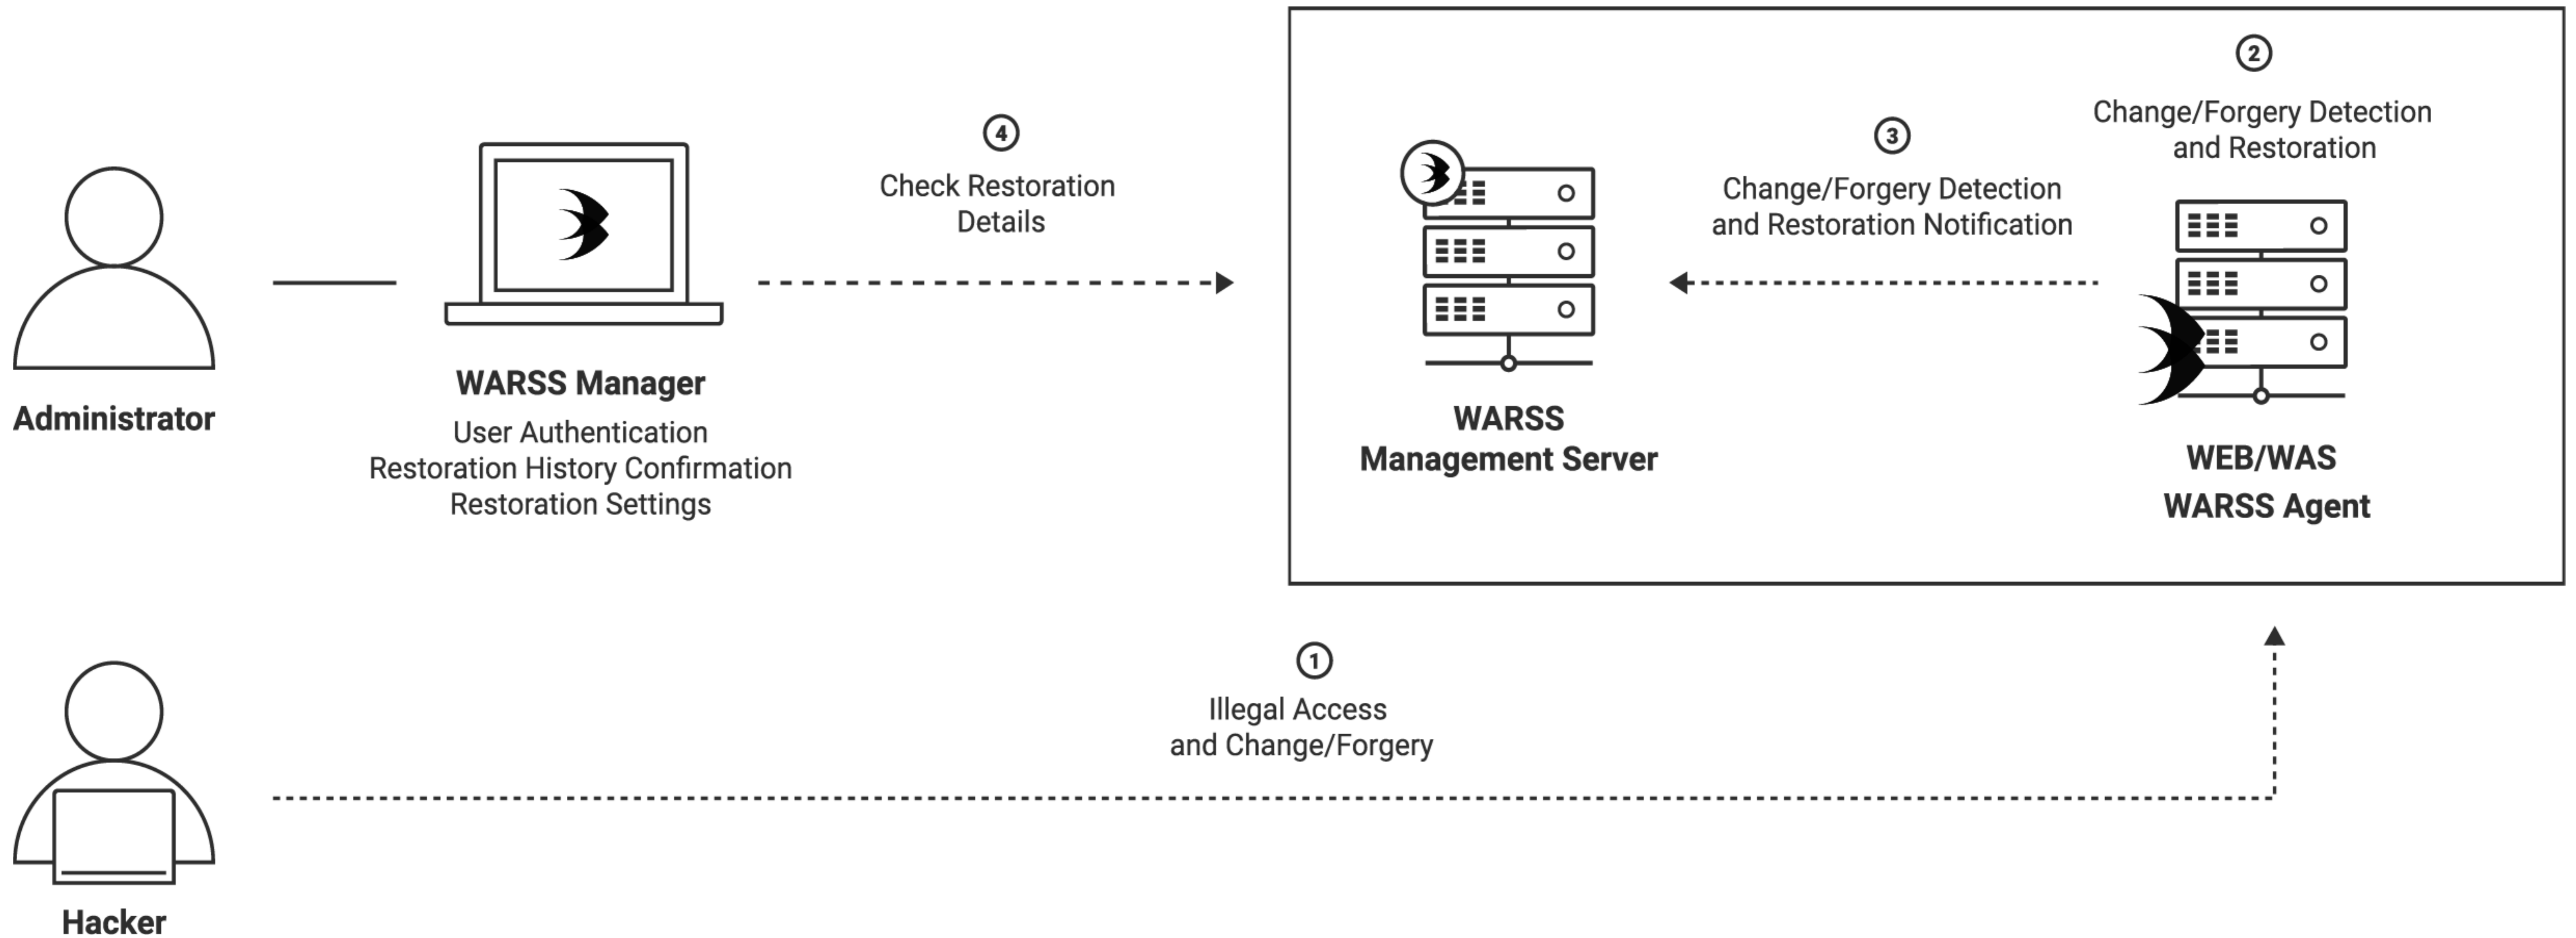 4
Check Restoration
Details
Administrator
WARSS Manager
User Authentication
Restoration History Confirmation
Restoration Settings
2
Change/Forgery Detection
and Restoration
3
Change/Forgery Detection
and Restoration Notification
WARSS
Management Server
WEB/WAS
WARSS Agent
1
Illegal Access
and Change/Forgery
Hacker